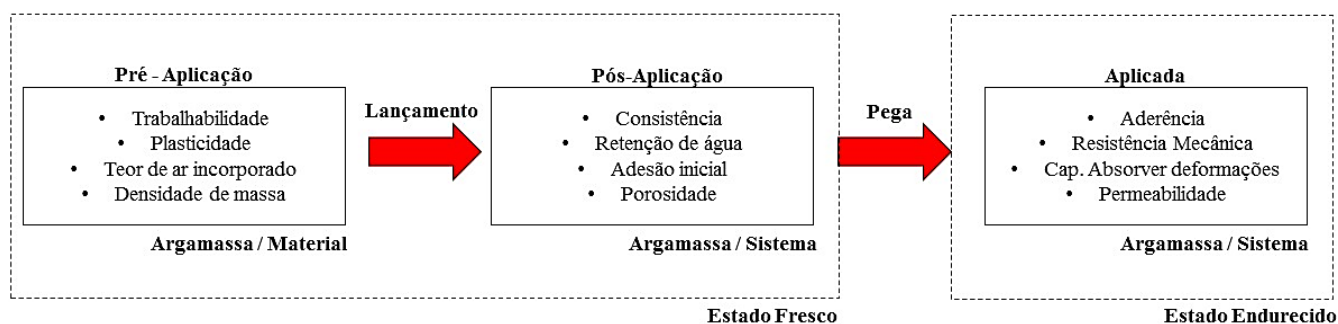 Pré - Aplicação
• Trabalhabilidade
• Plasticidade
• Teor de ar incorporado
• Densidade de massa
Argamassa / Material
Lançamento
Pós-Aplicação
• Consistência
• Retenção de água
• Adesão inicial
• Porosidade
Argamassa / Sistema
Estado Fresco
Pega
Aplicada
• Aderência
• Resistência Mecânica
• Cap. Absorver deformações
• Permeabilidade
Argamassa / Sistema
Estado Endurecido